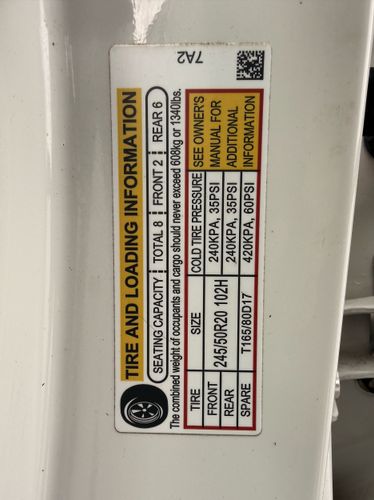 7A2
TIRE AND LOADING INFORMATION
SEATING CAPACITY TOTAL 8 FRONT 2 REAR 6
The combined weight of occupants and cargo should never exceed 608kg or 1340lbs.
TIRE SIZE COLD TIRE PRESSURE SEE OWNER'S
FRONT 245/50R20 102H 240KPA, 35PSI MANUAL FOR
REAR 240KPA, 35PSI ADDITIONAL
SPARE T165/80D17 420KPA, 60PSI INFORMATION